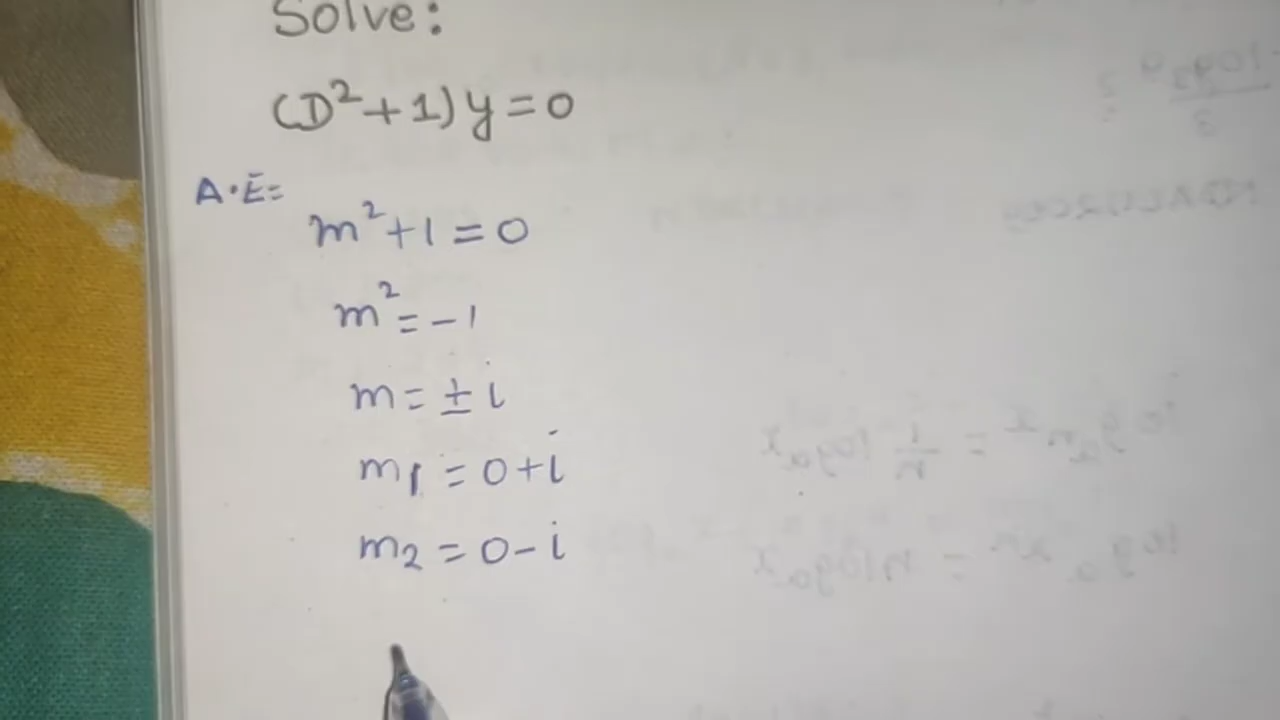 Solve:
(D²+1)y=0
A.E=
m²+1=0
m²=-1
m=±i
m₁=0+i
m₂=0-i